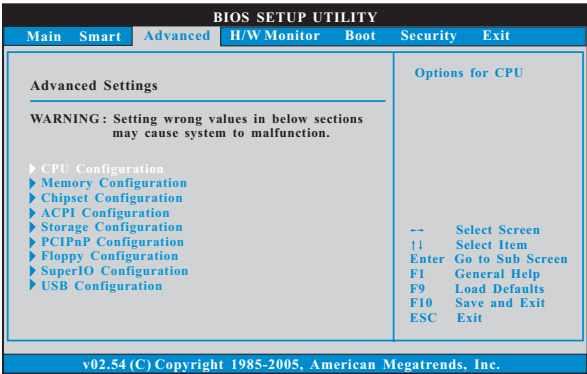 BIOS SETUP UTILITY
Main Smart Advanced H/W Monitor Boot Security Exit
Advanced Settings
WARNING : Setting wrong values in below sections
may cause system to malfunction.
CPU Configuration
Memory Configuration
Chipset Configuration
ACPI Configuration
Storage Configuration
PCIPnP Configuration
Floppy Configuration
SuperIO Configuration
USB Configuration
Options for CPU
←→ Select Screen
↑↓ Select Item
Enter Go to Sub Screen
F1 General Help
F9 Load Defaults
F10 Save and Exit
ESC Exit
v02.54 (C) Copyright 1985-2005, American Megatrends, Inc.